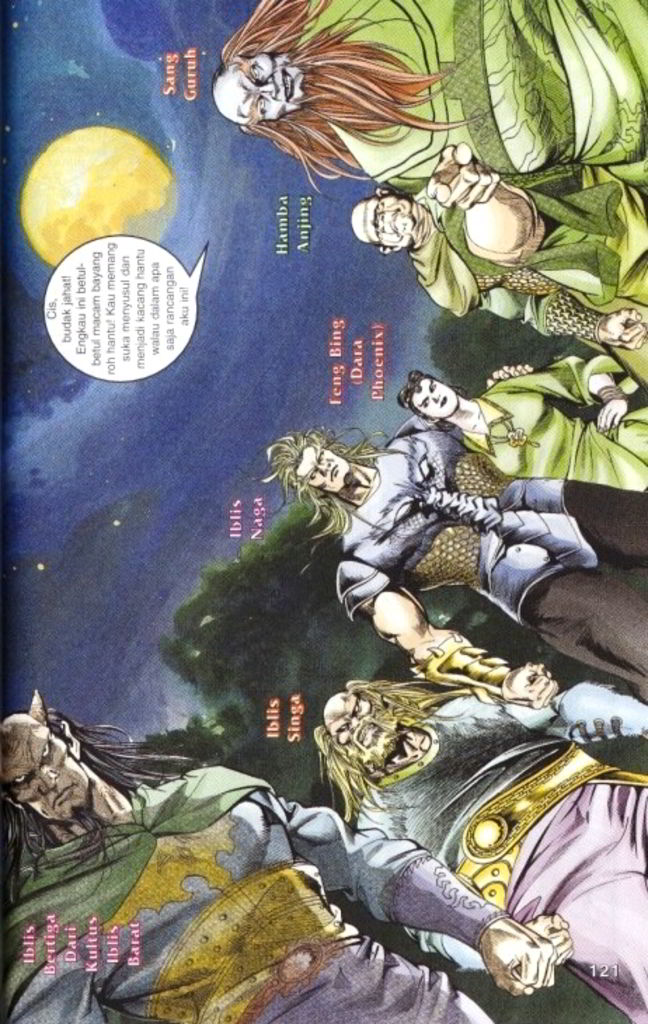 Iblis
Bertiga
Dari
Kultus
Iblis
Barat
Iblis
Singa
Iblis
Naga
Feng Bing
(Dara
Phoenix)
Hamba
Anjing
Sang
Guruh
Cis,
budak jahat!
Engkau ini betul-
betul macam bayang
roh hantu! Kau memang
suka menyusul dan
menjadi kacang hantu
walau dalam apa
saja rancangan
aku ini!
121